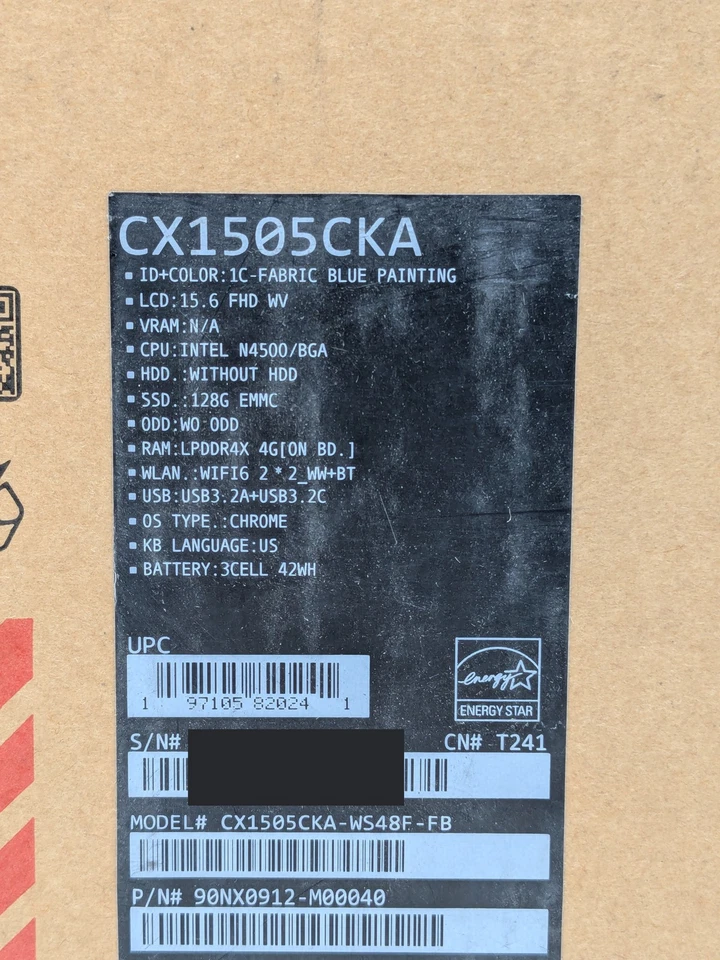 CX1505CKA
▪ ID+COLOR:1C-FABRIC BLUE PAINTING
▪ LCD:15.6 FHD WV
▪ VRAM:N/A
▪ CPU:INTEL N4500/BGA
▪ HDD.:WITHOUT HDD
▪ SSD.:128G EMMC
▪ ODD:WO ODD
▪ RAM:LPDDR4X 4G[ON BD.]
▪ WLAN.:WIFI6 2*2_WW+BT
▪ USB:USB3.2A+USB3.2C
▪ OS TYPE.:CHROME
▪ KB LANGUAGE:US
▪ BATTERY:3CELL 42WH
UPC
1 97105 82024 1
energy
ENERGY STAR
S/N# CN# T241
MODEL# CX1505CKA-WS48F-FB
P/N# 90NX0912-M00040